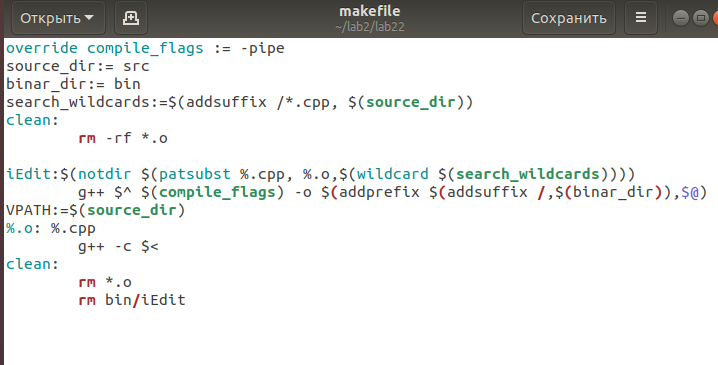 Открыть
makefile
~/lab2/lab22
Сохранить
override compile_flags := -pipe
source_dir:= src
binar_dir:= bin
search_wildcards:=$(addsuffix /*.cpp, $(source_dir))
clean:
        rm -rf *.o

iEdit:$(notdir $(patsubst %.cpp, %.o,$(wildcard $(search_wildcards))))
        g++ $^ $(compile_flags) -o $(addprefix $(addsuffix /,$(binar_dir)),$@)
VPATH:=$(source_dir)
%.o: %.cpp
        g++ -c $<
clean:
        rm *.o
        rm bin/iEdit